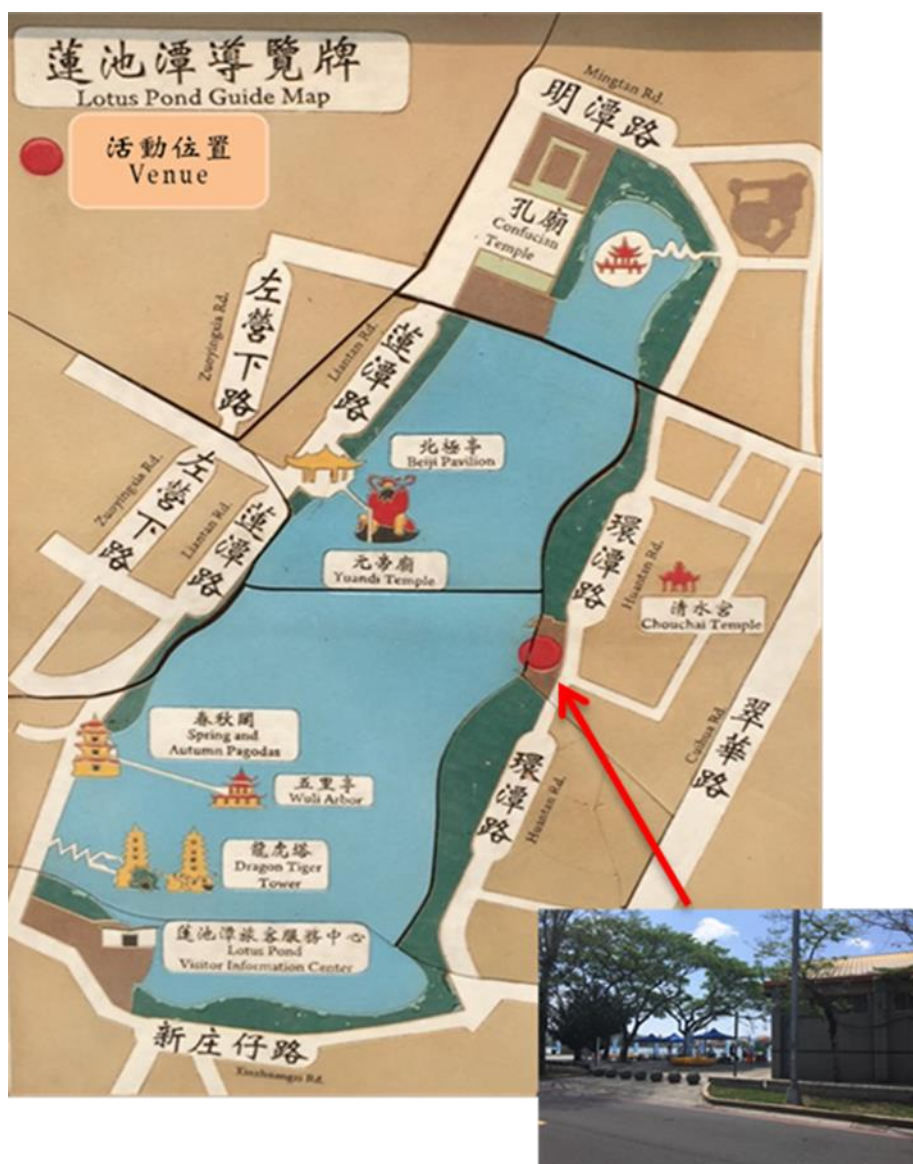 蓮池潭導覽牌
Lotus Pond Guide Map
活動位置
Venue
Mingtan Rd.
明潭路
孔廟
Confucian
Temple
左營下路
Zuoyingxia Rd.
蓮潭路
Liantan Rd.
北極亭
Beiji Pavilion
左營下路
Zuoyingxia Rd.
蓮潭路
Liantan Rd.
元帝廟
Yuandi Temple
環潭路
Huantan Rd.
清水宮
Chouchai Temple
春秋閣
Spring and
Autumn Pagodas
五里亭
Wuli Arbor
環潭路
Huantan Rd.
翠華路
Cuihua Rd.
龍虎塔
Dragon Tiger
Tower
蓮池潭旅客服務中心
Lotus Pond
Visitor Information Center
新庄仔路
Xinzhuangzi Rd.